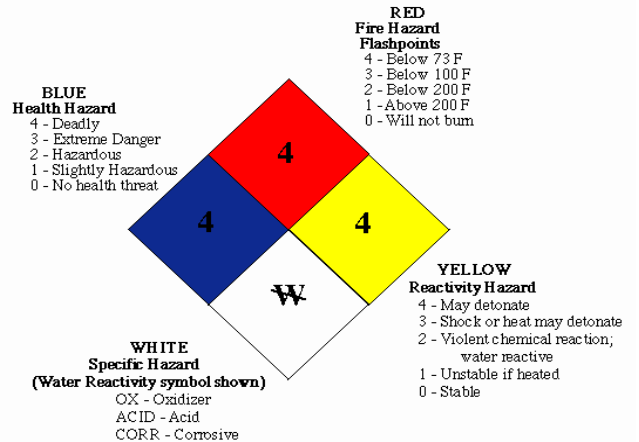 RED
Fire Hazard
Flashpoints
4 - Below 73 F
3 - Below 100 F
2 - Below 200 F
1 - Above 200 F
0 - Will not burn
BLUE
Health Hazard
4 - Deadly
3 - Extreme Danger
2 - Hazardous
1 - Slightly Hazardous
0 - No health threat
4
4
4
W
YELLOW
Reactivity Hazard
4 - May detonate
3 - Shock or heat may detonate
2 - Violent chemical reaction;
water reactive
1 - Unstable if heated
0 - Stable
WHITE
Specific Hazard
(Water Reactivity symbol shown)
OX - Oxidizer
ACID - Acid
CORR - Corrosive